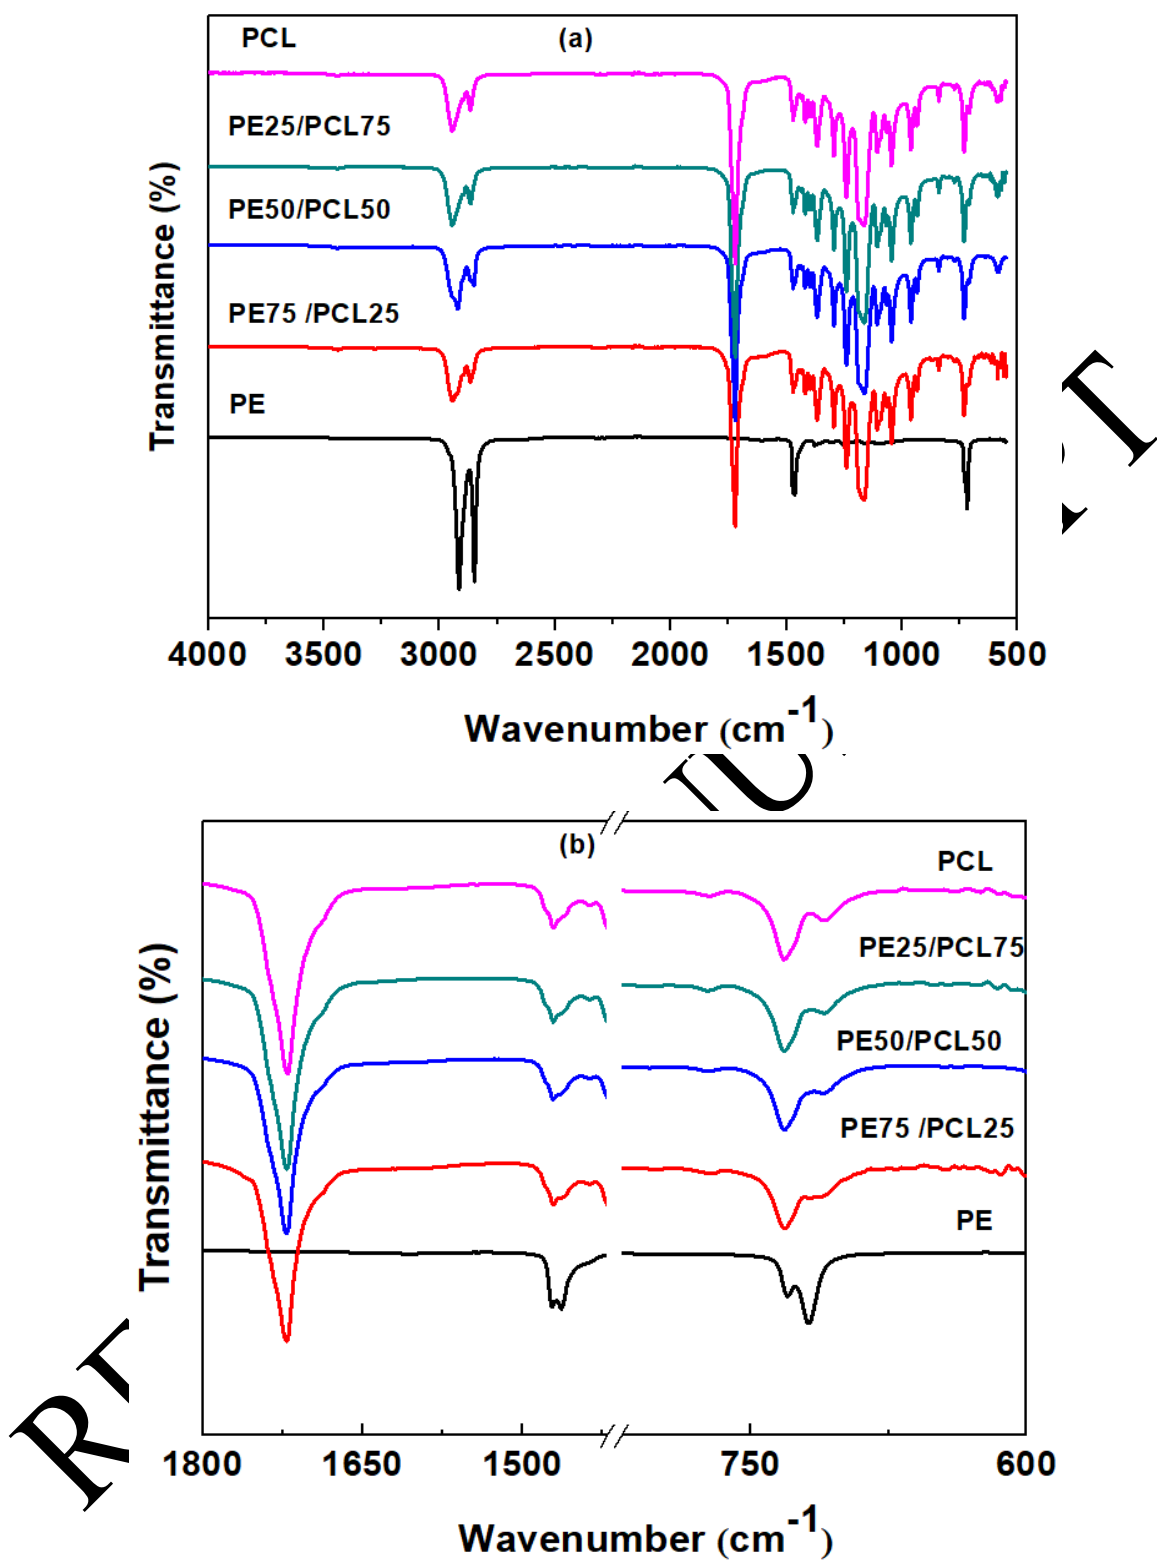 PCL
(a)
PE25/PCL75
PE50/PCL50
PE75 /PCL25
PE
Transmittance (%)
4000 3500 3000 2500 2000 1500 1000 500
Wavenumber (cm-1)
(b)
PCL
PE25/PCL75
PE50/PCL50
PE75 /PCL25
PE
Transmittance (%)
1800 1650 1500 750 600
Wavenumber (cm-1)